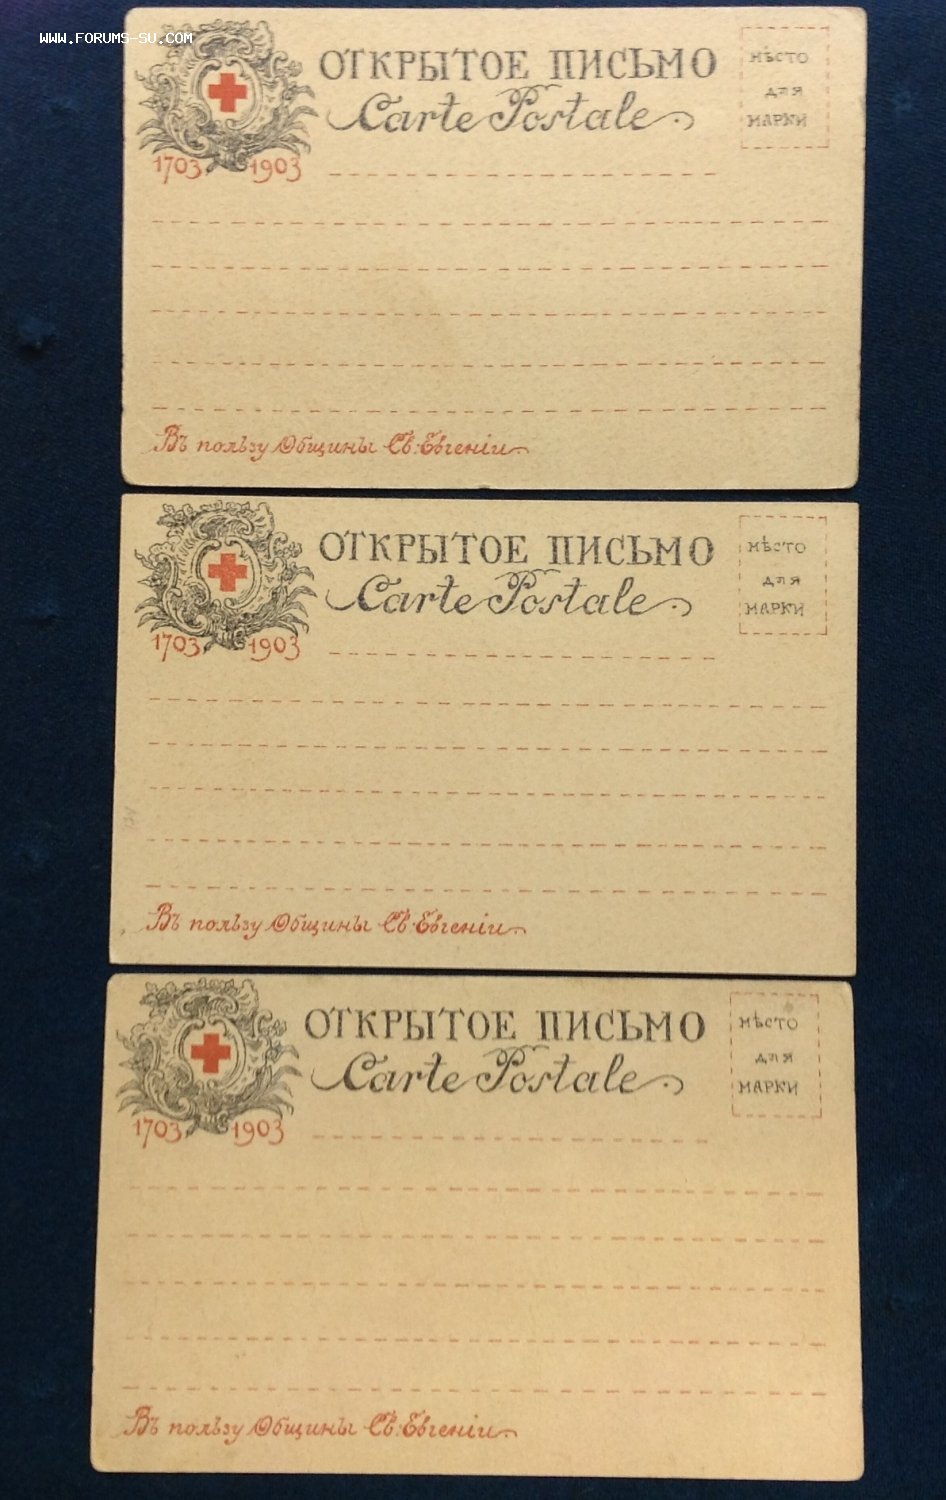 WWW.FORUMS-SU.COM
ОТКРЫТОЕ ПИСЬМО
Carte Postale
мѣсто
для
марки
1703 1903
Въ пользу Общины Св. Евгеніи
ОТКРЫТОЕ ПИСЬМО
Carte Postale
мѣсто
для
марки
1703 1903
Въ пользу Общины Св. Евгеніи
ОТКРЫТОЕ ПИСЬМО
Carte Postale
мѣсто
для
марки
1703 1903
Въ пользу Общины Св. Евгеніи